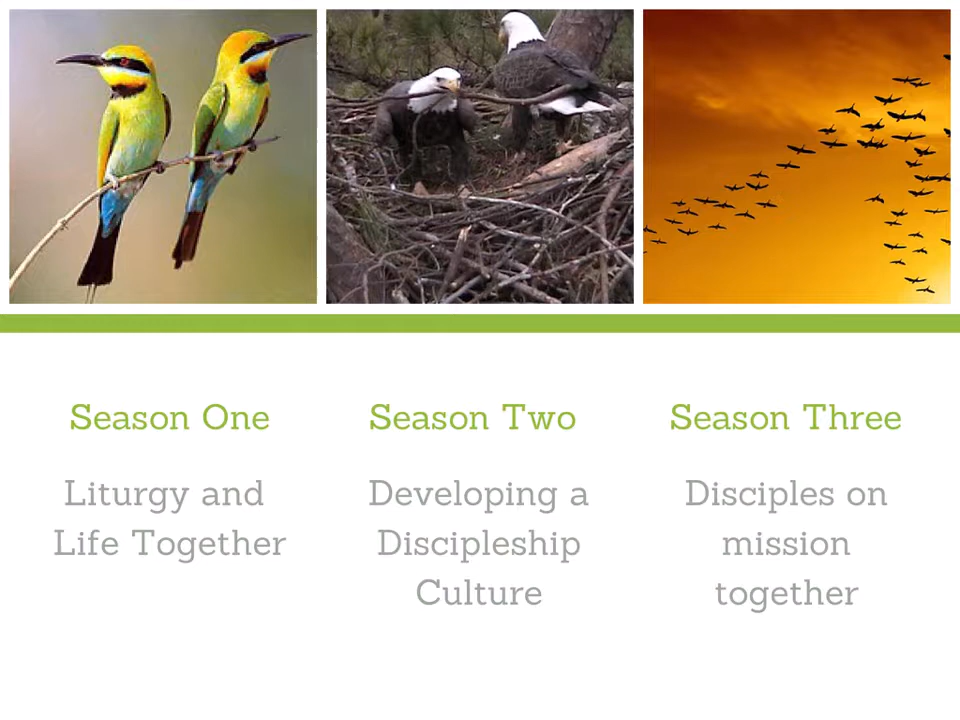 Season One
Liturgy and
Life Together
Season Two
Developing a
Discipleship
Culture
Season Three
Disciples on
mission
together